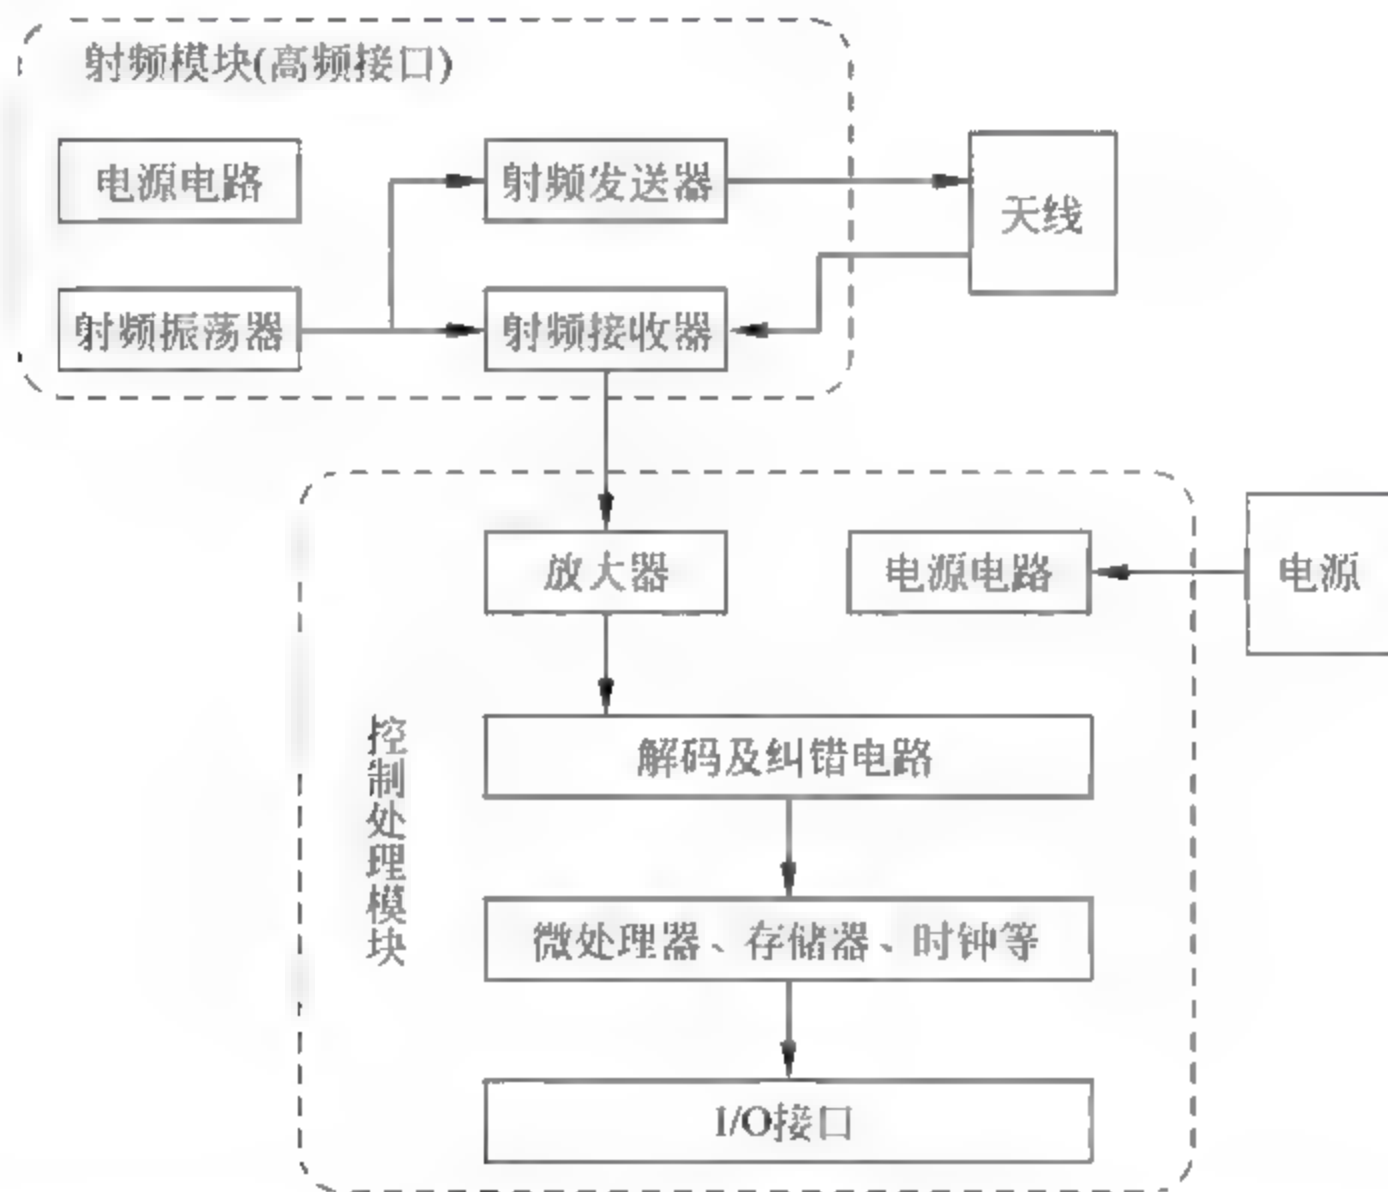 射频模块(高频接口)
电源电路
射频发送器
天线
射频振荡器
射频接收器
放大器
电源电路
电源
控制处理模块
解码及纠错电路
微处理器、存储器、时钟等
I/O接口